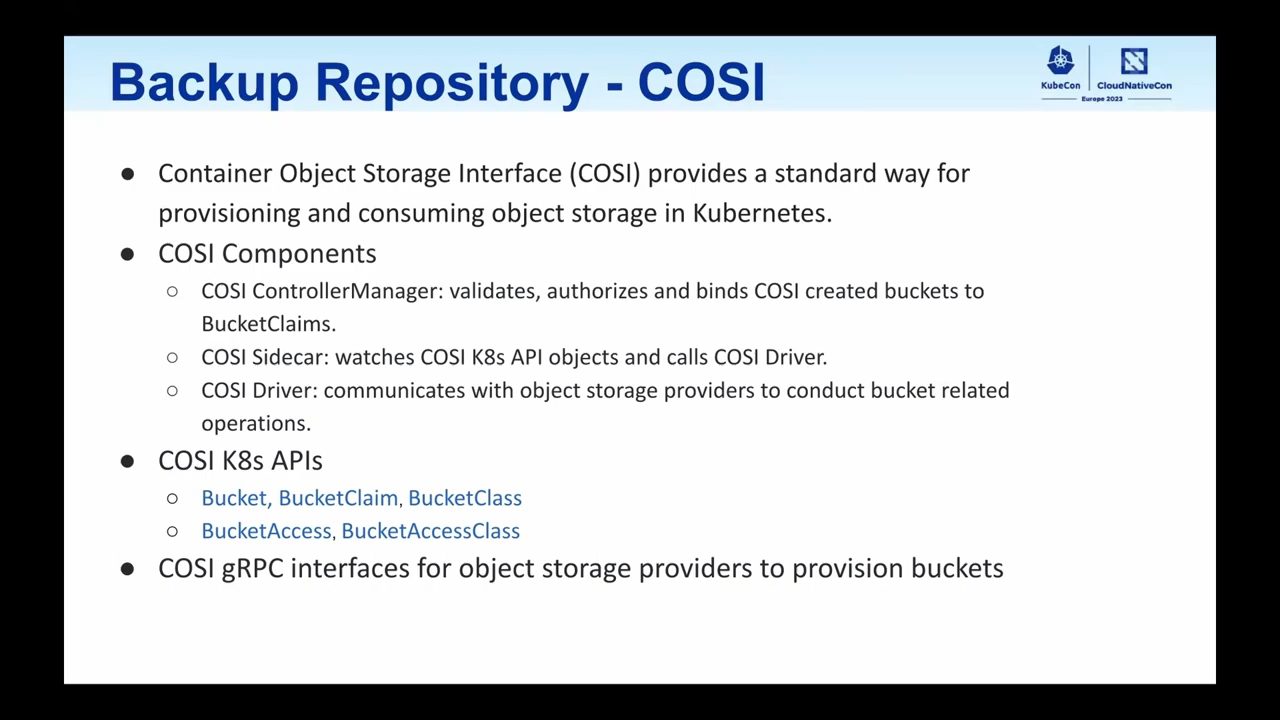 Backup Repository - COSI
KubeCon
CloudNativeCon
Europe 2023
● Container Object Storage Interface (COSI) provides a standard way for
provisioning and consuming object storage in Kubernetes.
● COSI Components
○ COSI ControllerManager: validates, authorizes and binds COSI created buckets to
BucketClaims.
○ COSI Sidecar: watches COSI K8s API objects and calls COSI Driver.
○ COSI Driver: communicates with object storage providers to conduct bucket related
operations.
● COSI K8s APIs
○ Bucket, BucketClaim, BucketClass
○ BucketAccess, BucketAccessClass
● COSI gRPC interfaces for object storage providers to provision buckets